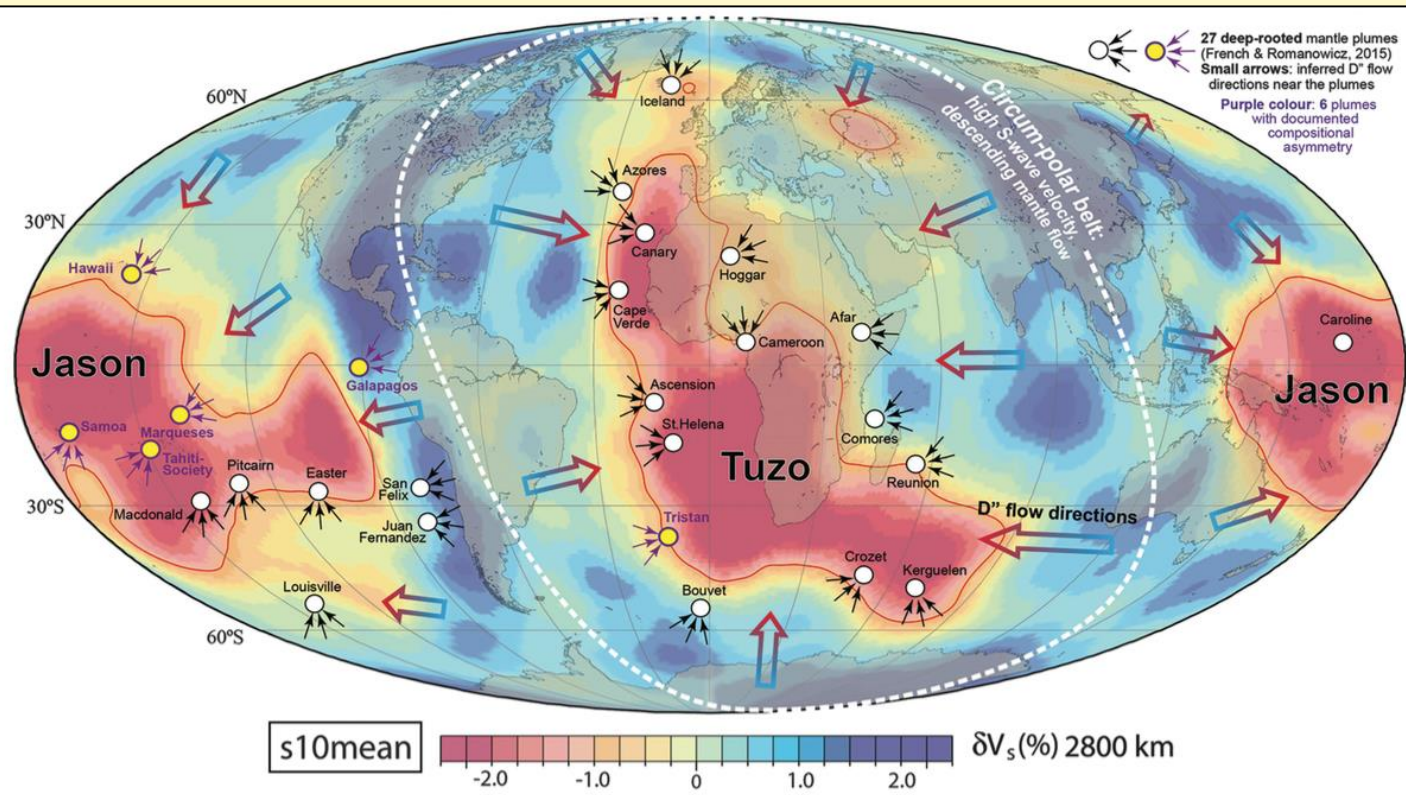 27 deep-rooted mantle plumes
(French & Romanowicz, 2015)
Small arrows: inferred D” flow
directions near the plumes
Purple colour: 6 plumes
with documented
compositional
asymmetry
Circum-polar belt:
high S-wave velocity
descending mantle flow
60ºN
Iceland
Azores
30ºN
Canary
Hoggar
Hawaii
Cape
Verde
Afar
Cameroon
Caroline
Jason
Galapagos
Ascension
Jason
Samoa
Marqueses
St.Helena
Comores
Tahiti-
Society
Pitcairn
Easter
San
Felix
Tuzo
Reunion
30ºS
Macdonald
Juan
Fernandez
Tristan
D” flow directions
Crozet
Kerguelen
Louisville
Bouvet
60ºS
s10mean
δVs(%) 2800 km
-2.0 -1.0 0 1.0 2.0